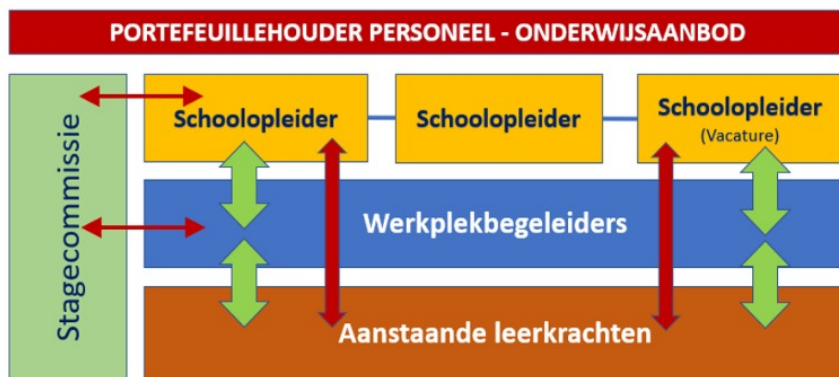 PORTEFEUILLEHOUDER PERSONEEL - ONDERWIJSAANBOD
Stagecommissie
Schoolopleider
Schoolopleider
Schoolopleider
(Vacature)
Werkplekbegeleiders
Aanstaande leerkrachten